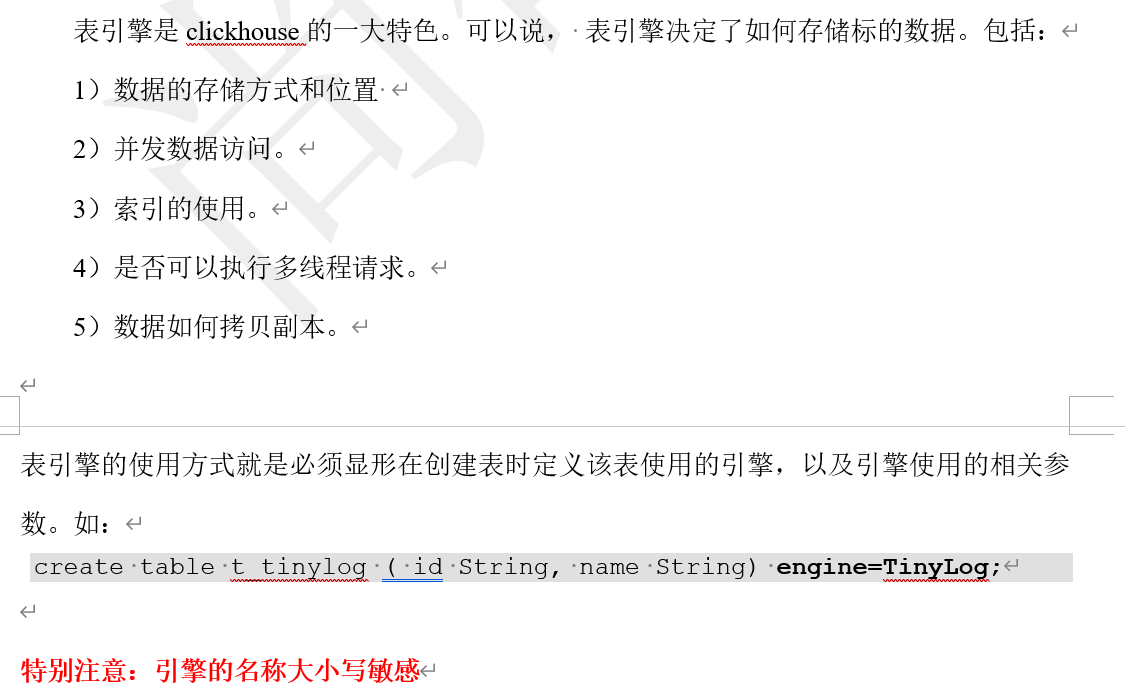 表引擎是 clickhouse 的一大特色。可以说， 表引擎决定了如何存储标的数据。包括：
1）数据的存储方式和位置
2）并发数据访问。
3）索引的使用。
4）是否可以执行多线程请求。
5）数据如何拷贝副本。
表引擎的使用方式就是必须显形在创建表时定义该表使用的引擎，以及引擎使用的相关参
数。如：
create table t_tinylog ( id String, name String) engine=TinyLog;
特别注意：引擎的名称大小写敏感